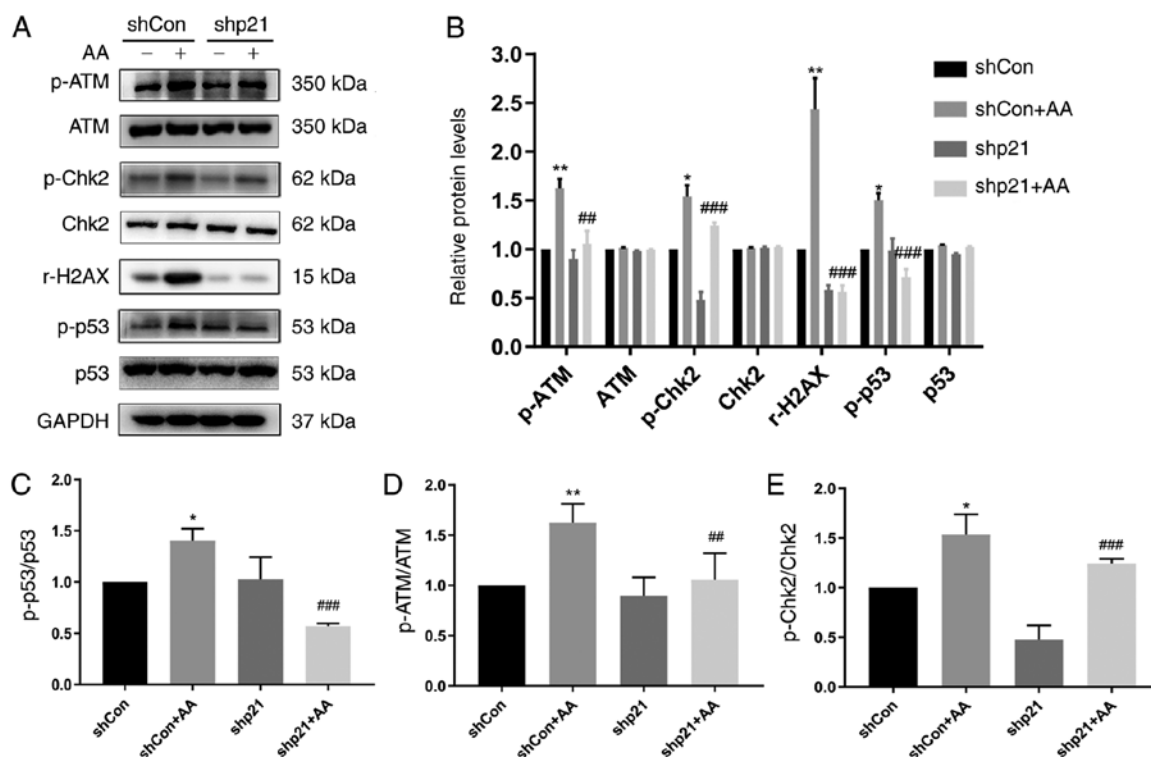 A
shCon shp21
AA − + − +
p-ATM 350 kDa
ATM 350 kDa
p-Chk2 62 kDa
Chk2 62 kDa
r-H2AX 15 kDa
p-p53 53 kDa
p53 53 kDa
GAPDH 37 kDa
B
Relative protein levels
3.0
2.5
2.0
1.5
1.0
0.5
0.0
** ## * ### ** ### * ###
p-ATM ATM p-Chk2 Chk2 r-H2AX p-p53 p53
shCon
shCon+AA
shp21
shp21+AA
C
p-p53/p53
2.0
1.5
1.0
0.5
0.0
* ###
shCon shCon+AA shp21 shp21+AA
D
p-ATM/ATM
2.0
1.5
1.0
0.5
0.0
** ##
shCon shCon+AA shp21 shp21+AA
E
p-Chk2/Chk2
2.0
1.5
1.0
0.5
0.0
* ###
shCon shCon+AA shp21 shp21+AA